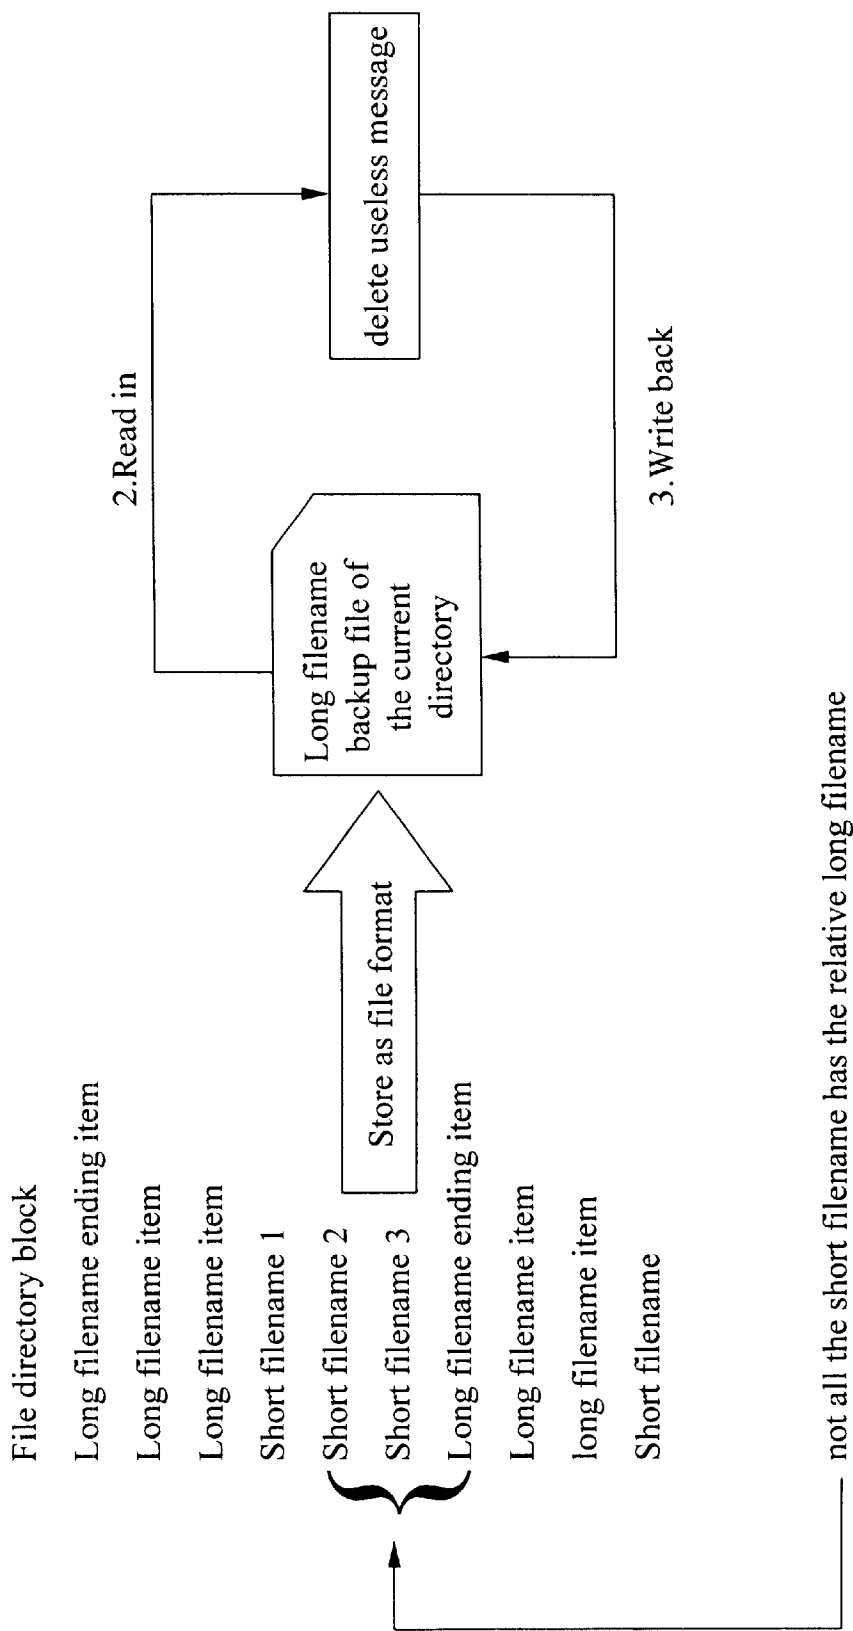 File directory block
Long filename ending item
Long filename item
Long filename item
Short filename 1
Short filename 2
Short filename 3
Long filename ending item
Long filename item
long filename item
Short filename
Store as file format
Long filename
backup file of
the current
directory
2.Read in
delete useless message
3.Write back
not all the short filename has the relative long filename